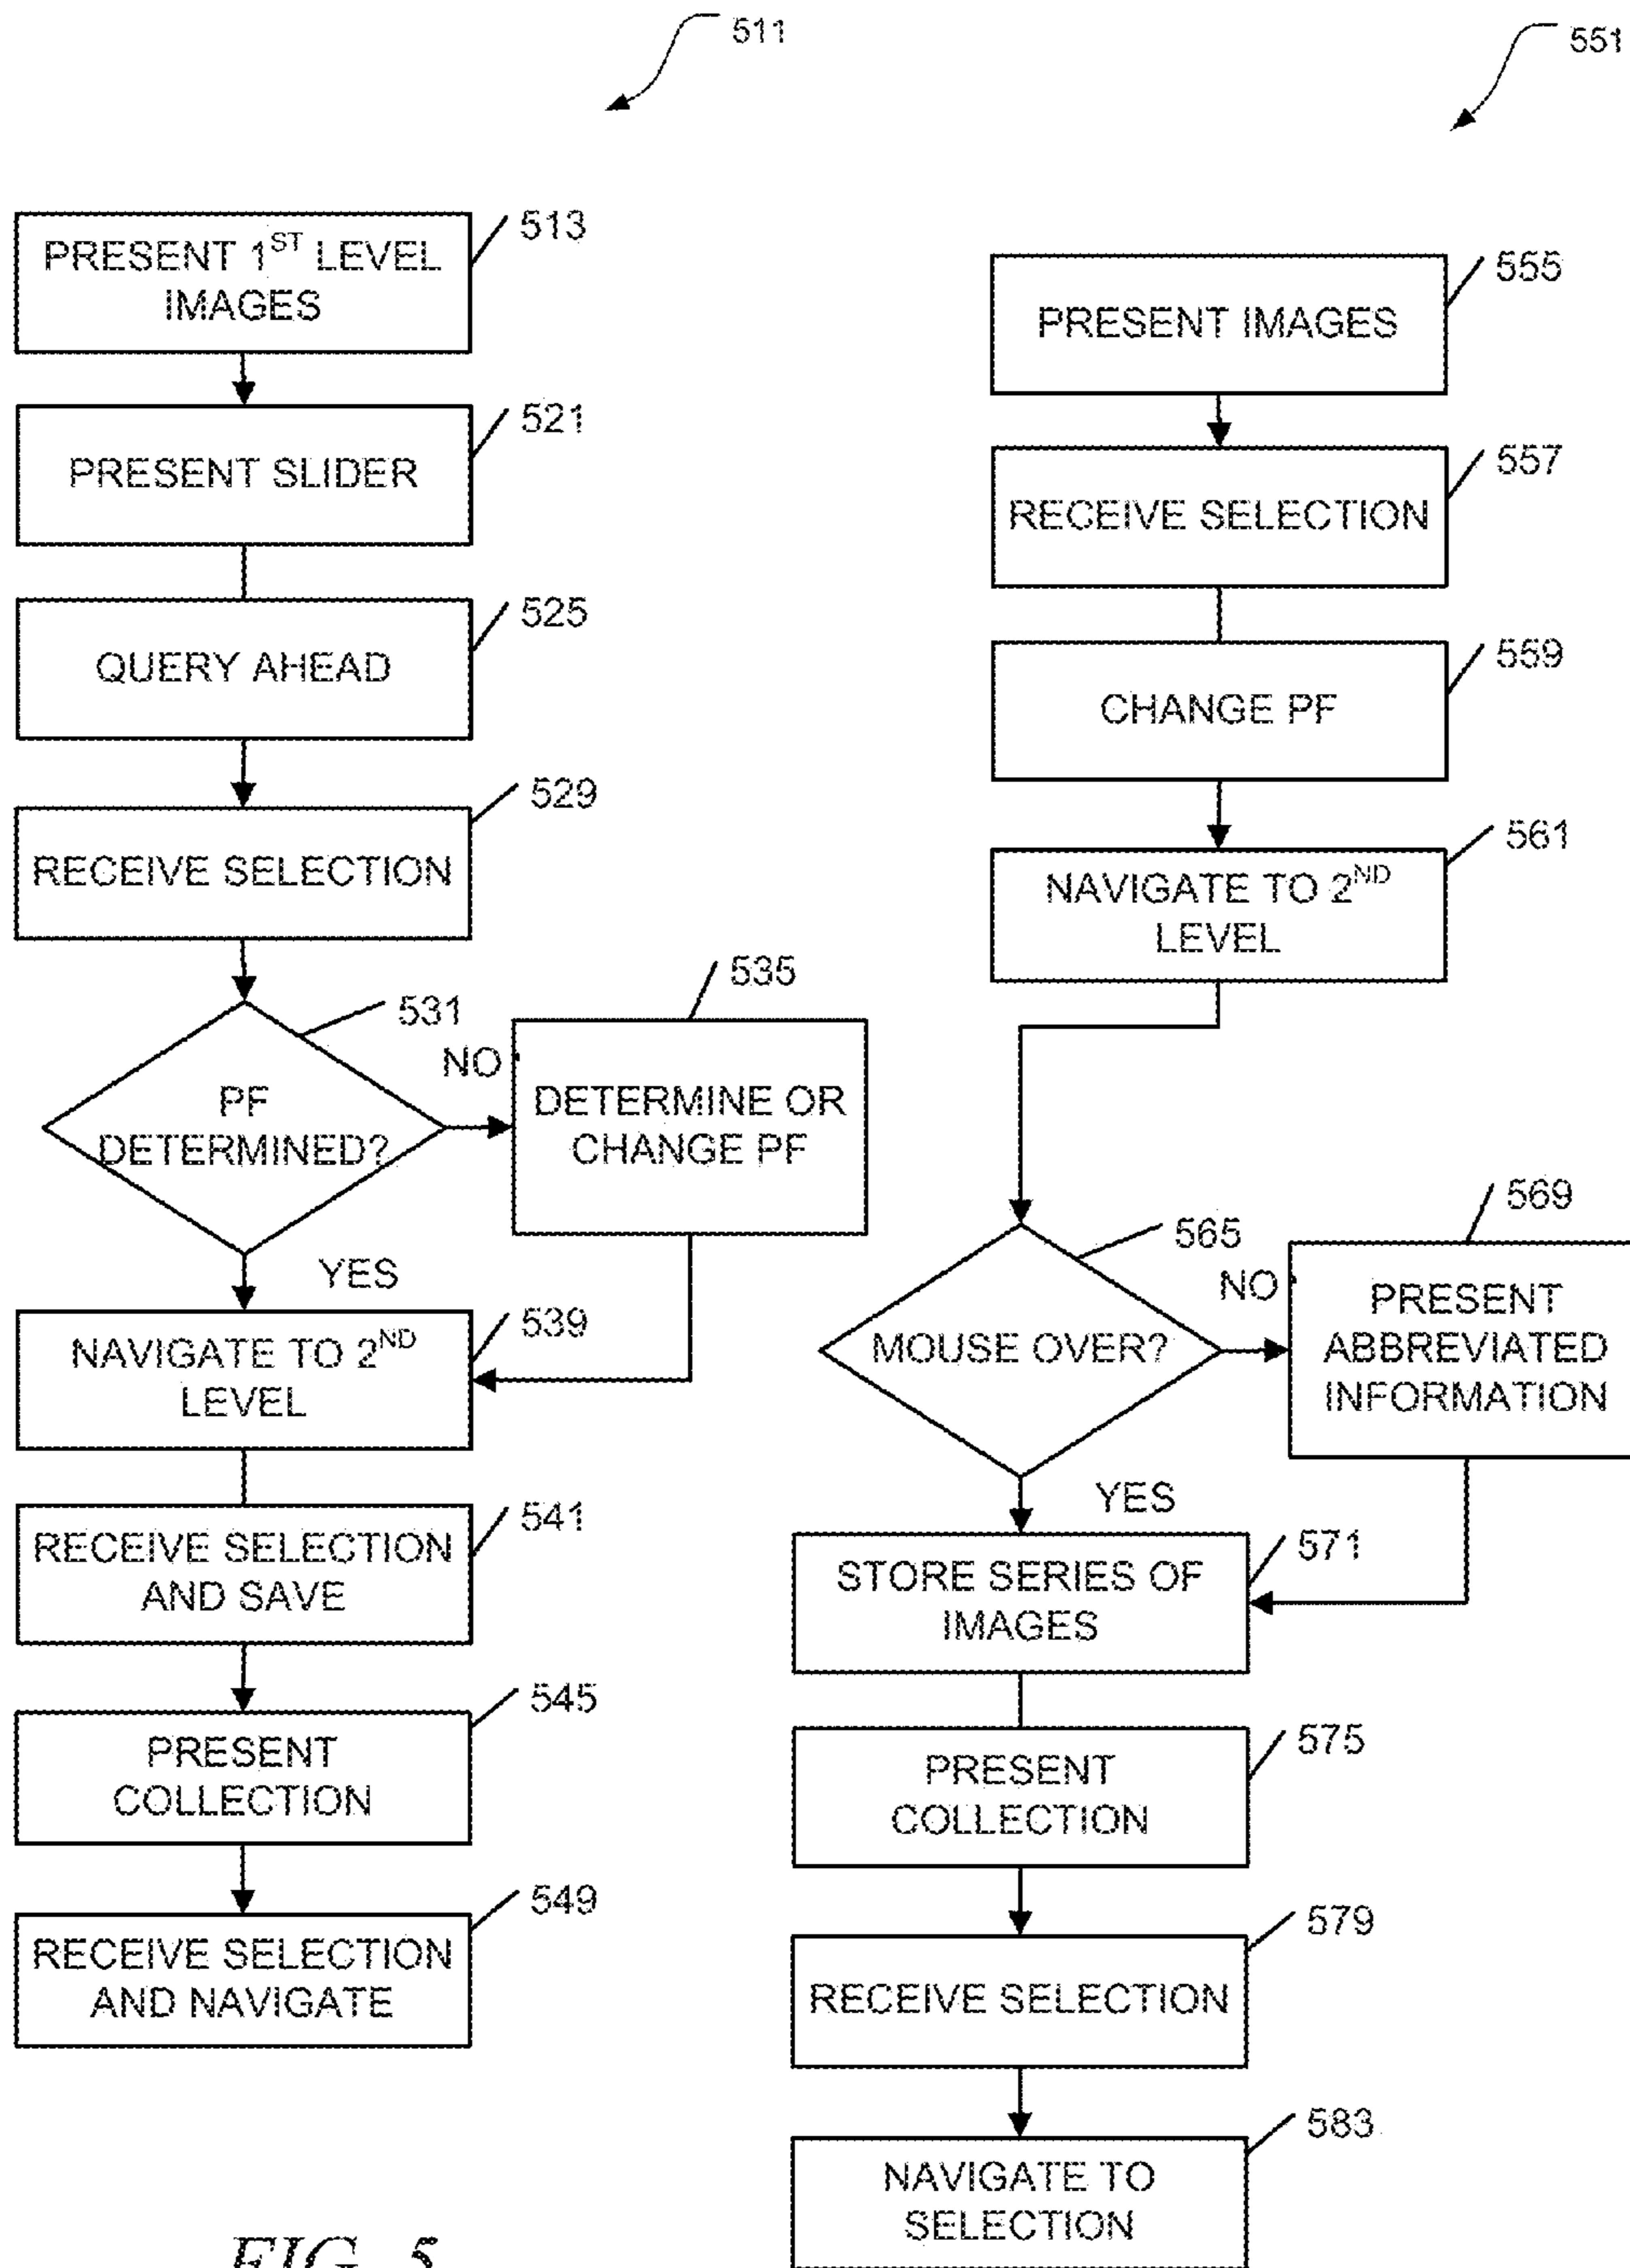 511
513
PRESENT 1ST LEVEL
IMAGES
521
PRESENT SLIDER
525
QUERY AHEAD
529
RECEIVE SELECTION
531
PF
DETERMINED?
NO
535
DETERMINE OR
CHANGE PF
YES
539
NAVIGATE TO 2ND
LEVEL
541
RECEIVE SELECTION
AND SAVE
545
PRESENT
COLLECTION
549
RECEIVE SELECTION
AND NAVIGATE
551
555
PRESENT IMAGES
557
RECEIVE SELECTION
559
CHANGE PF
561
NAVIGATE TO 2ND
LEVEL
565
MOUSE OVER?
NO
569
PRESENT
ABBREVIATED
INFORMATION
YES
571
STORE SERIES OF
IMAGES
575
PRESENT
COLLECTION
579
RECEIVE SELECTION
583
NAVIGATE TO
SELECTION
FIG. 5